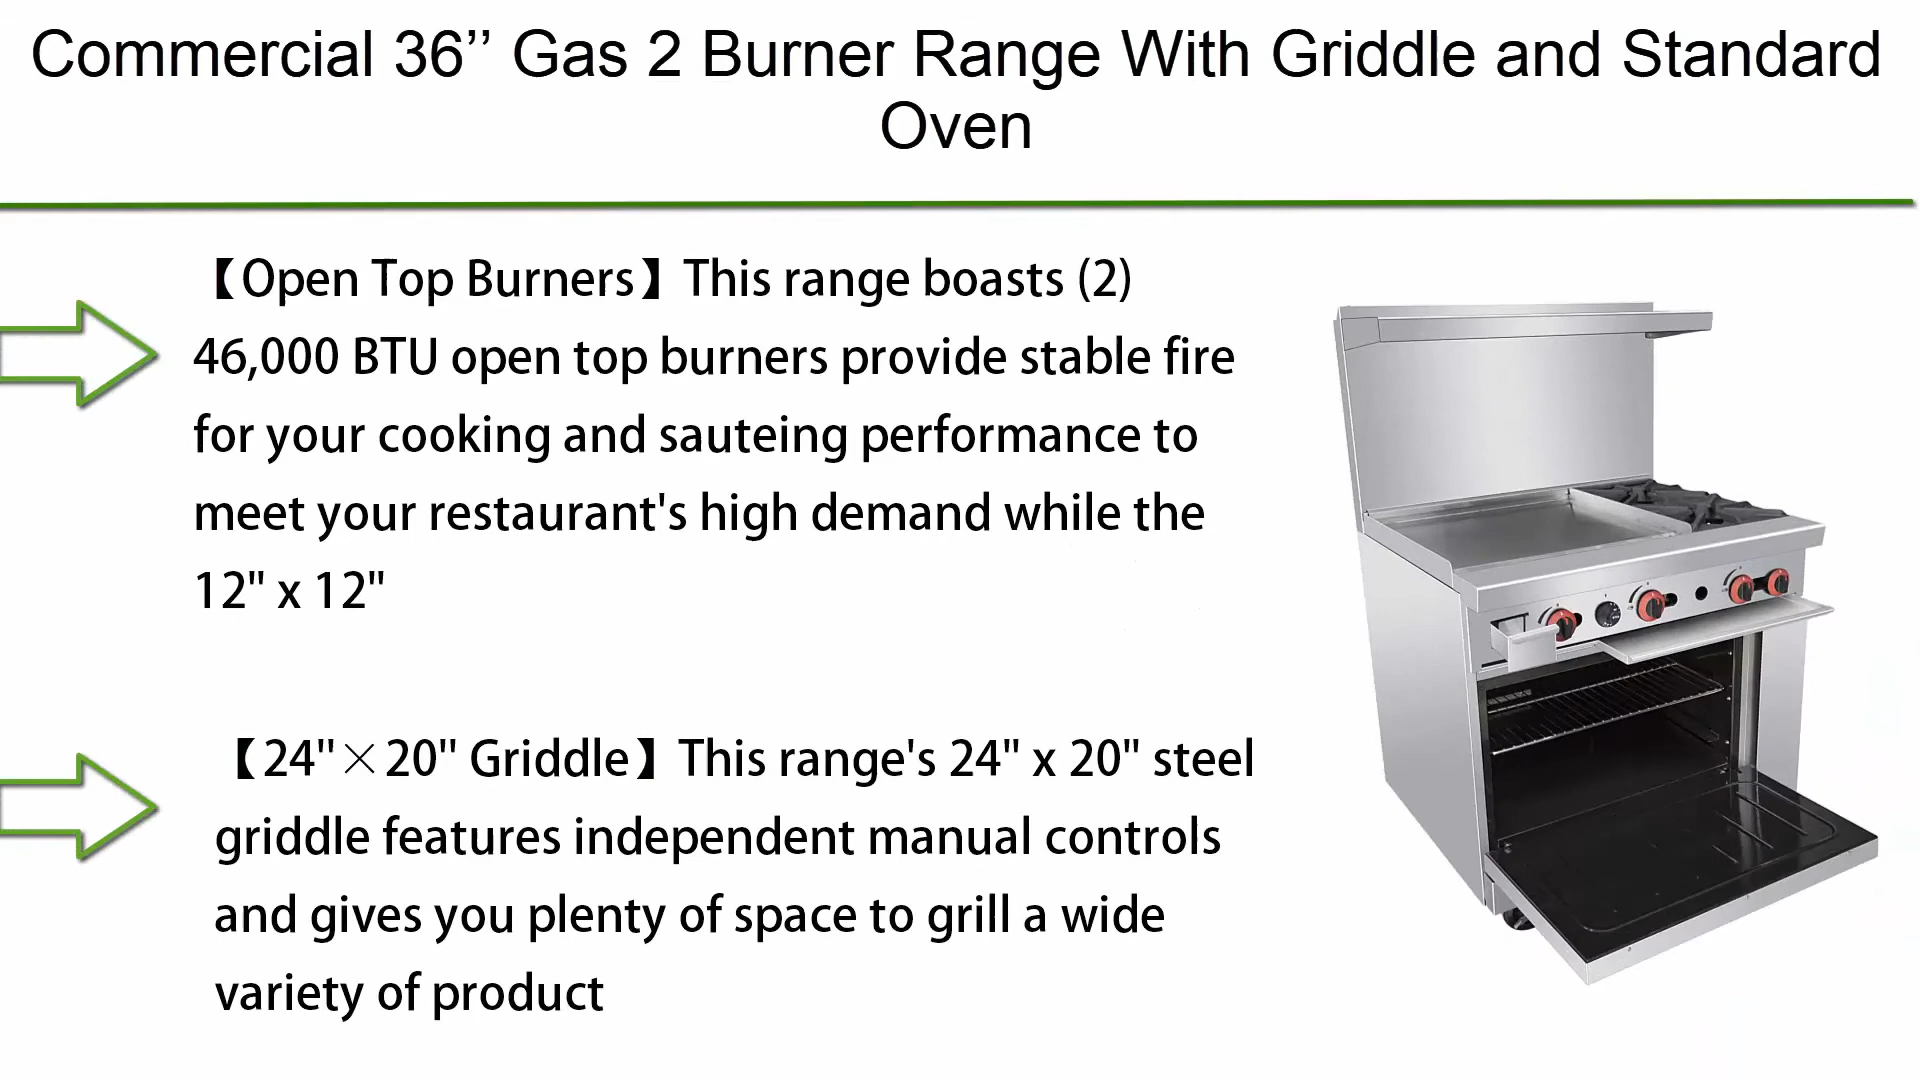 Commercial 36’’ Gas 2 Burner Range With Griddle and Standard
Oven
【Open Top Burners】This range boasts (2)
46,000 BTU open top burners provide stable fire
for your cooking and sauteing performance to
meet your restaurant's high demand while the
12" x 12"
【24''×20'' Griddle】This range's 24" x 20" steel
griddle features independent manual controls
and gives you plenty of space to grill a wide
variety of product